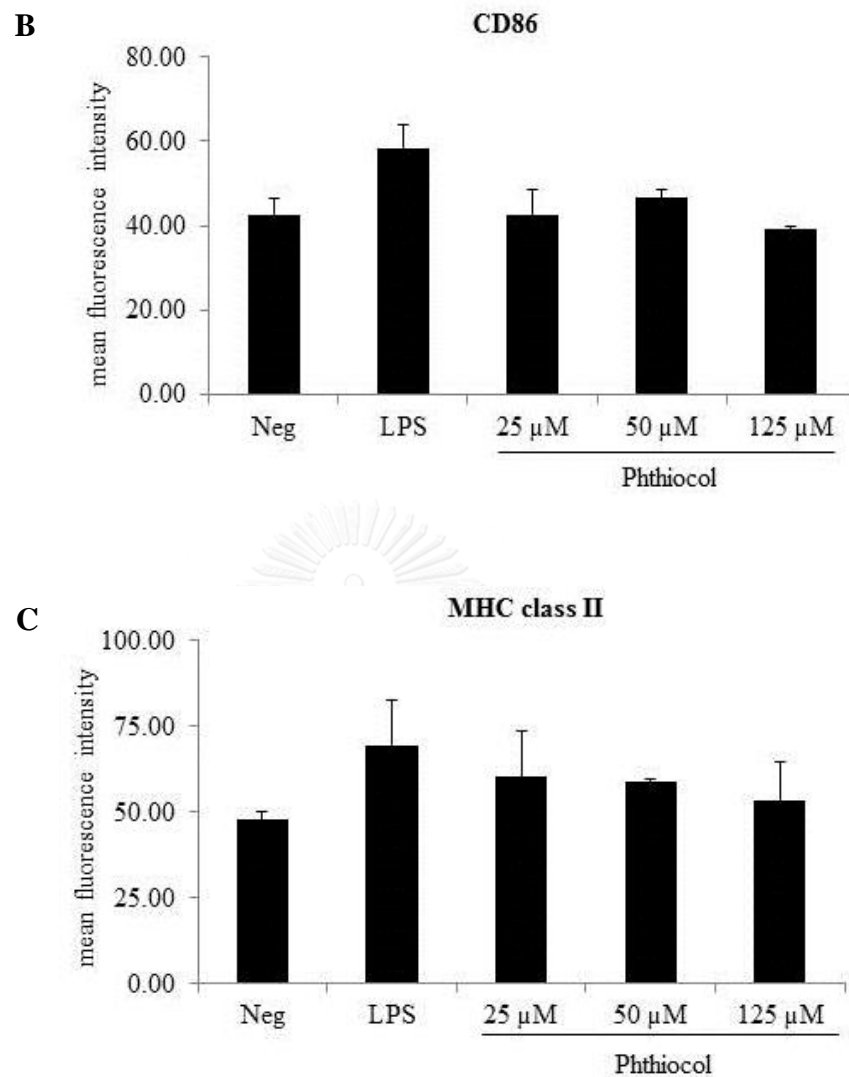 B
CD86
mean fluorescence intensity
80.00
60.00
40.00
20.00
0.00
Neg LPS 25 µM 50 µM 125 µM
Phthiocol
C
MHC class II
mean fluorescence intensity
100.00
75.00
50.00
25.00
0.00
Neg LPS 25 µM 50 µM 125 µM
Phthiocol